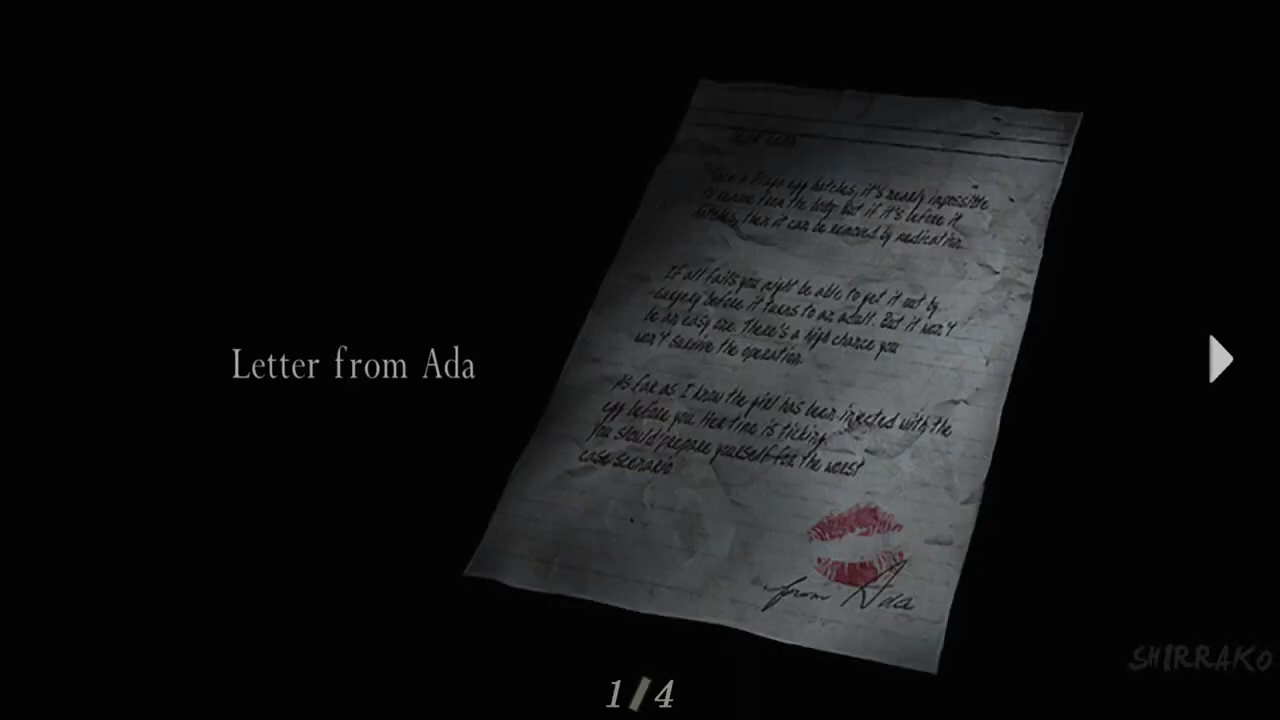 Letter from Ada
Once a Plaga egg hatches, it's nearly impossible
to remove from the body. But if it's before it
hatches, then it can be removed by medication.
If all fails you might be able to get it out by
surgery before it turns to an adult. But it won't
be an easy one. There's a high chance you
won't survive the operation.
As far as I know the girl has been injected with the
egg before you. Her time is ticking.
You should prepare yourself for the worst
case scenario
from Ada
1/4
SHIRRAKO